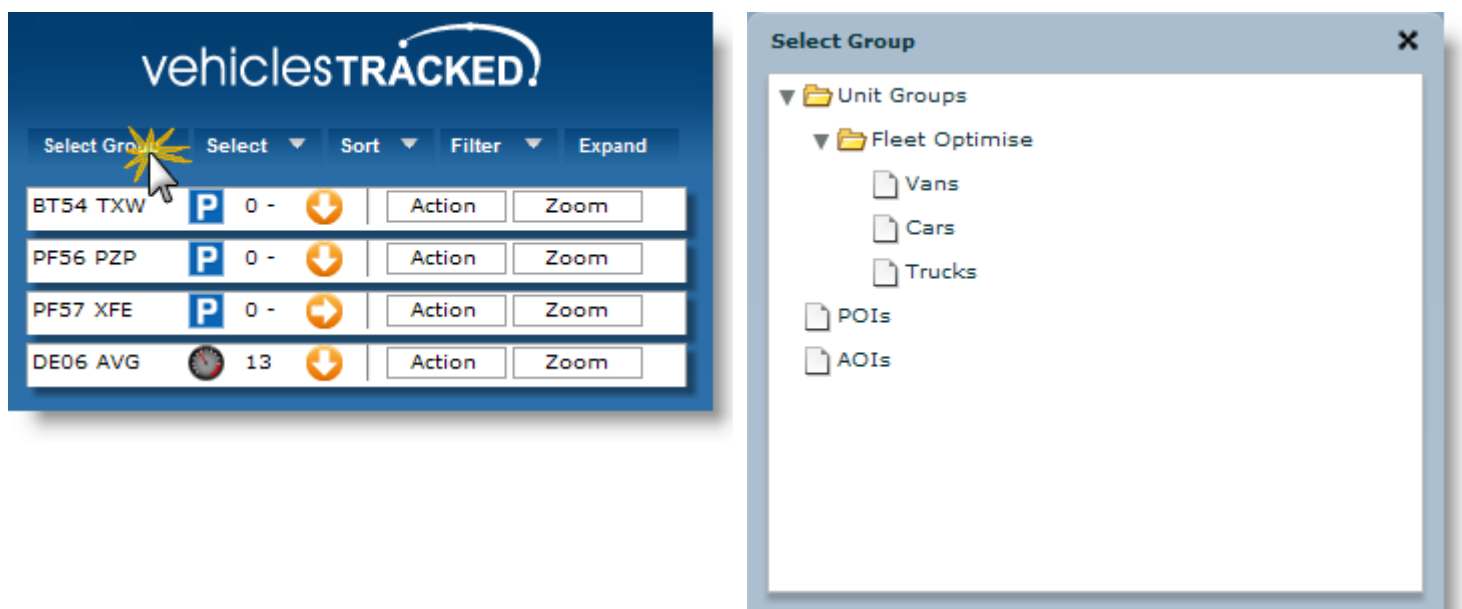 vehiclesTRACKED?
Select Group Select Sort Filter Expand
BT54 TXW P 0 - Action Zoom
PF56 PZP P 0 - Action Zoom
PF57 XFE P 0 - Action Zoom
DE06 AVG 13 Action Zoom
Select Group
Unit Groups
Fleet Optimise
Vans
Cars
Trucks
POIs
AOIs